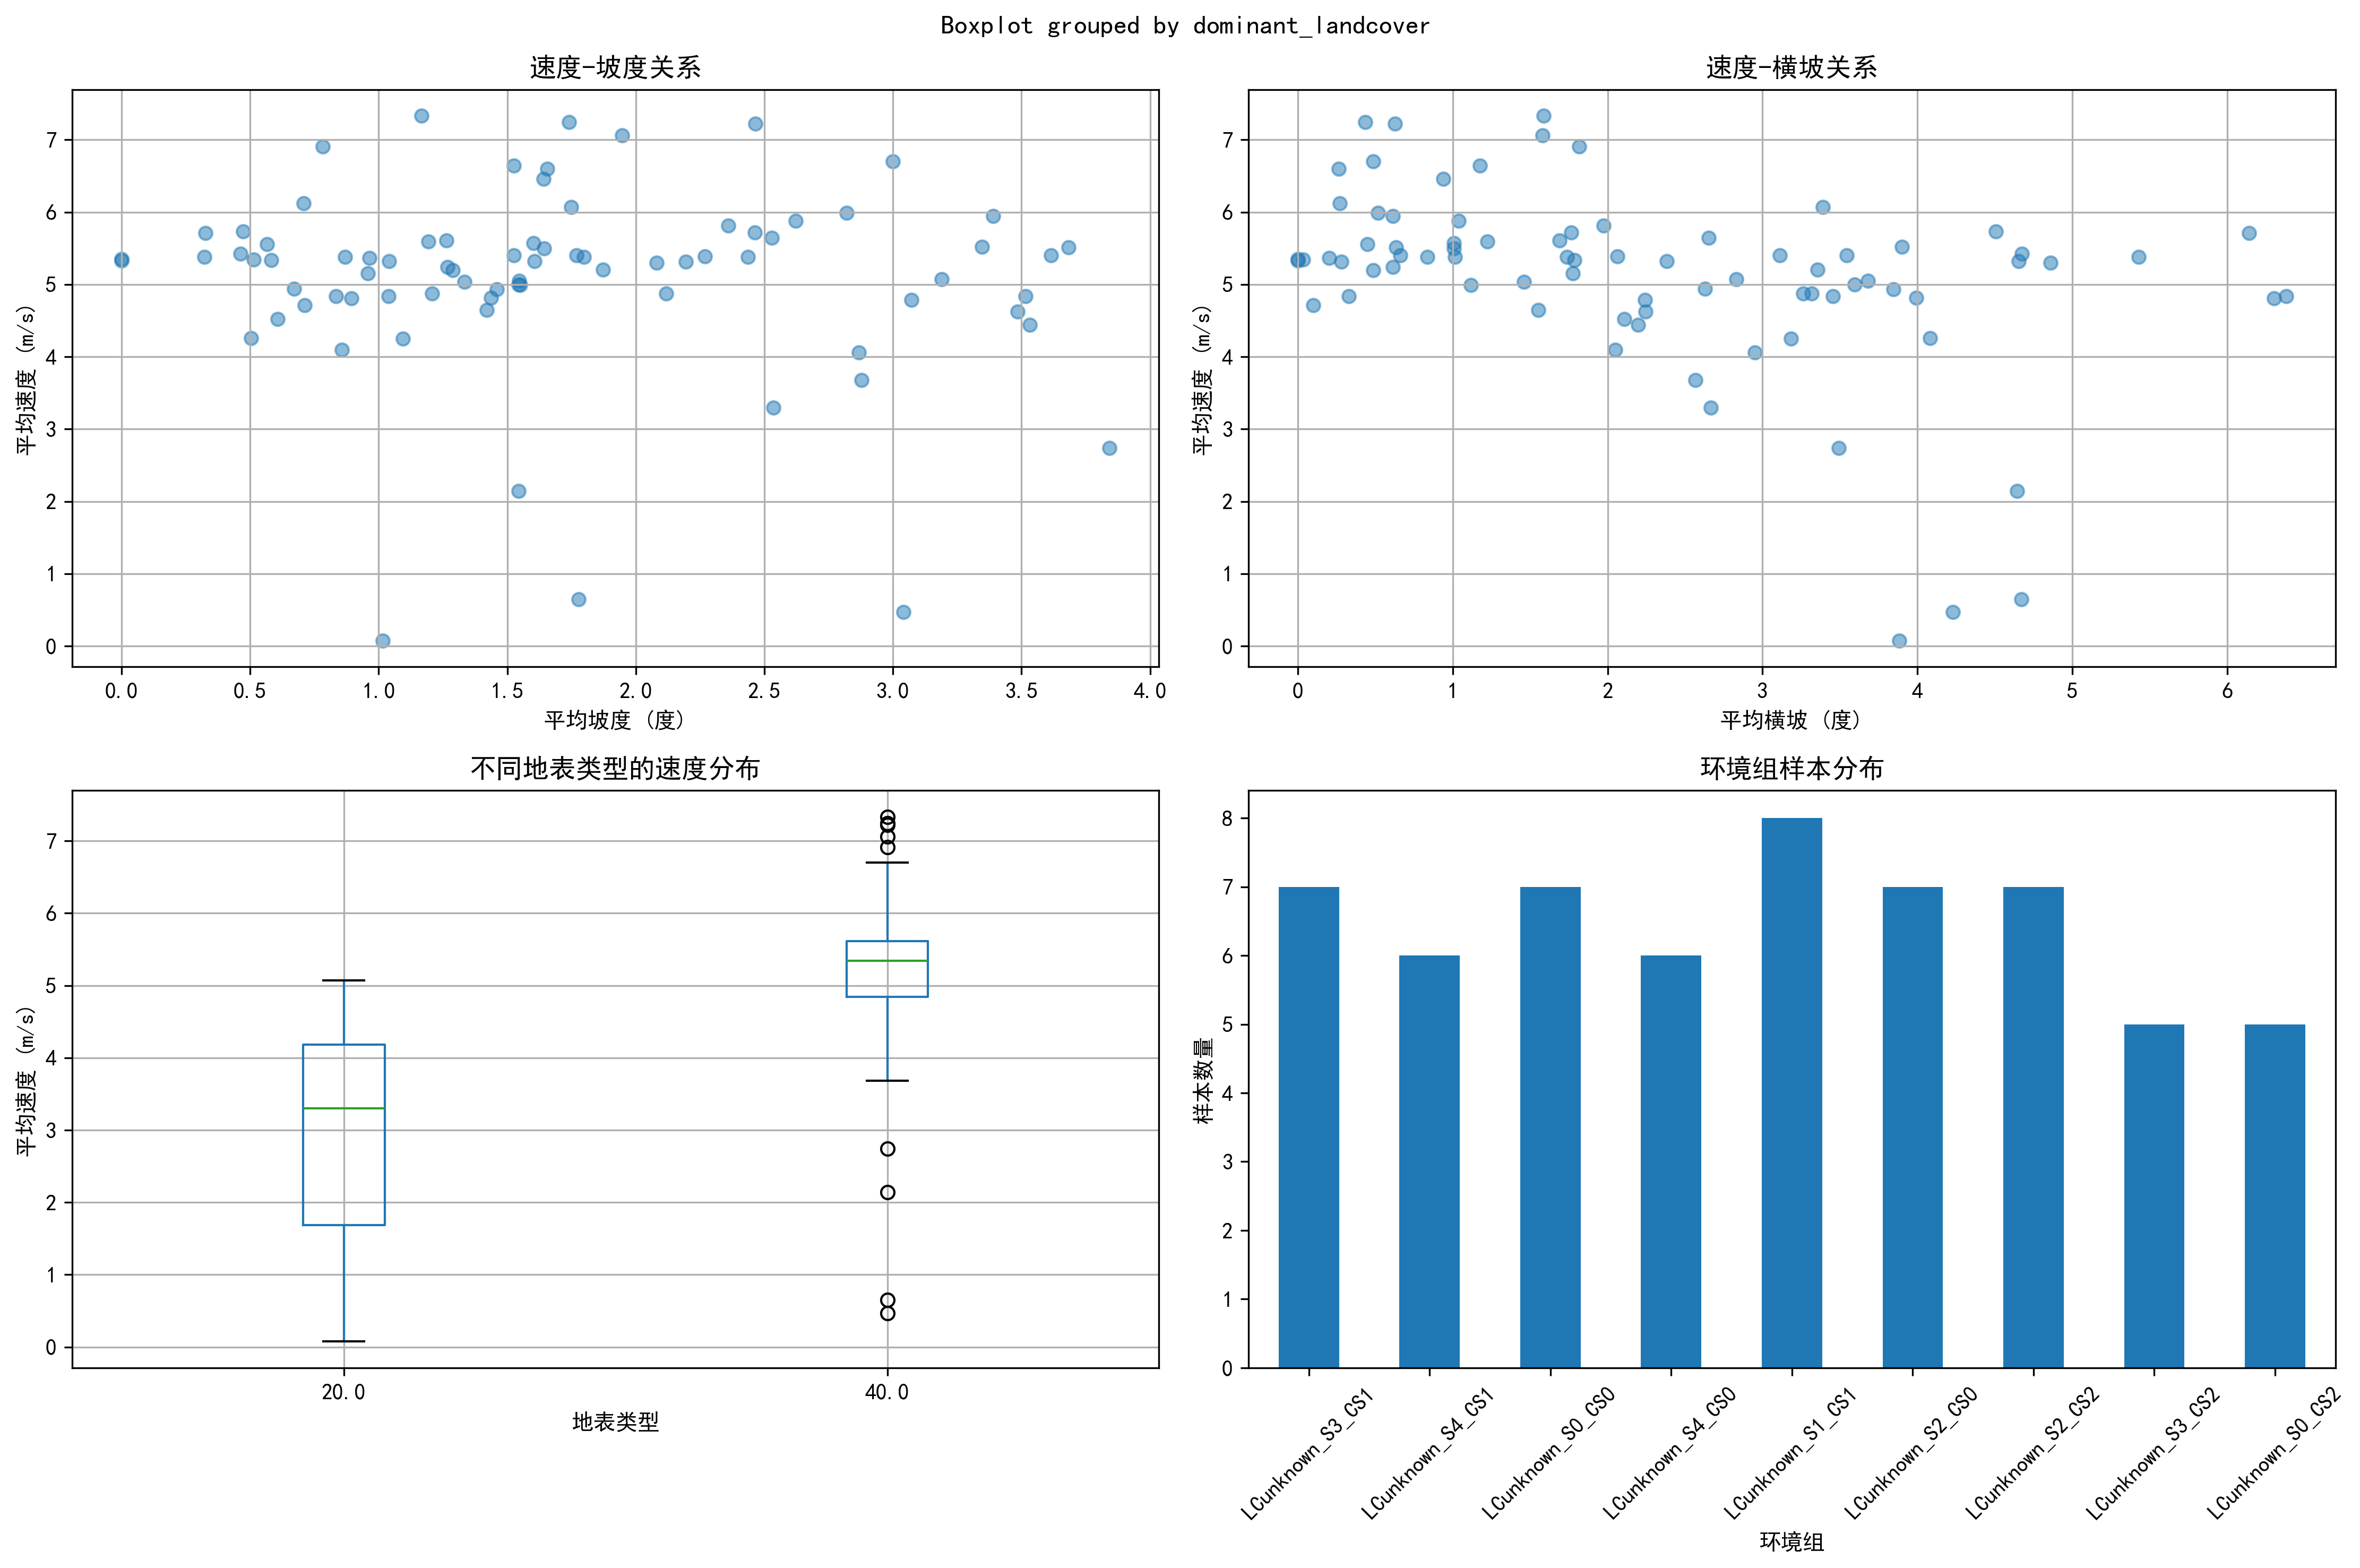 Boxplot grouped by dominant_landcover
速度-坡度关系
7
6
5
4
3
2
1
0
平均速度 (m/s)
0.0 0.5 1.0 1.5 2.0 2.5 3.0 3.5 4.0
平均坡度 (度)
速度-横坡关系
7
6
5
4
3
2
1
0
平均速度 (m/s)
0 1 2 3 4 5 6
平均横坡 (度)
不同地表类型的速度分布
7
6
5
4
3
2
1
0
平均速度 (m/s)
20.0 40.0
地表类型
环境组样本分布
8
7
6
5
4
3
2
1
0
样本数量
LCunknown_S3_CS1
LCunknown_S4_CS1
LCunknown_S0_CS0
LCunknown_S4_CS0
LCunknown_S1_CS1
LCunknown_S2_CS0
LCunknown_S2_CS2
LCunknown_S3_CS2
LCunknown_S0_CS2
环境组